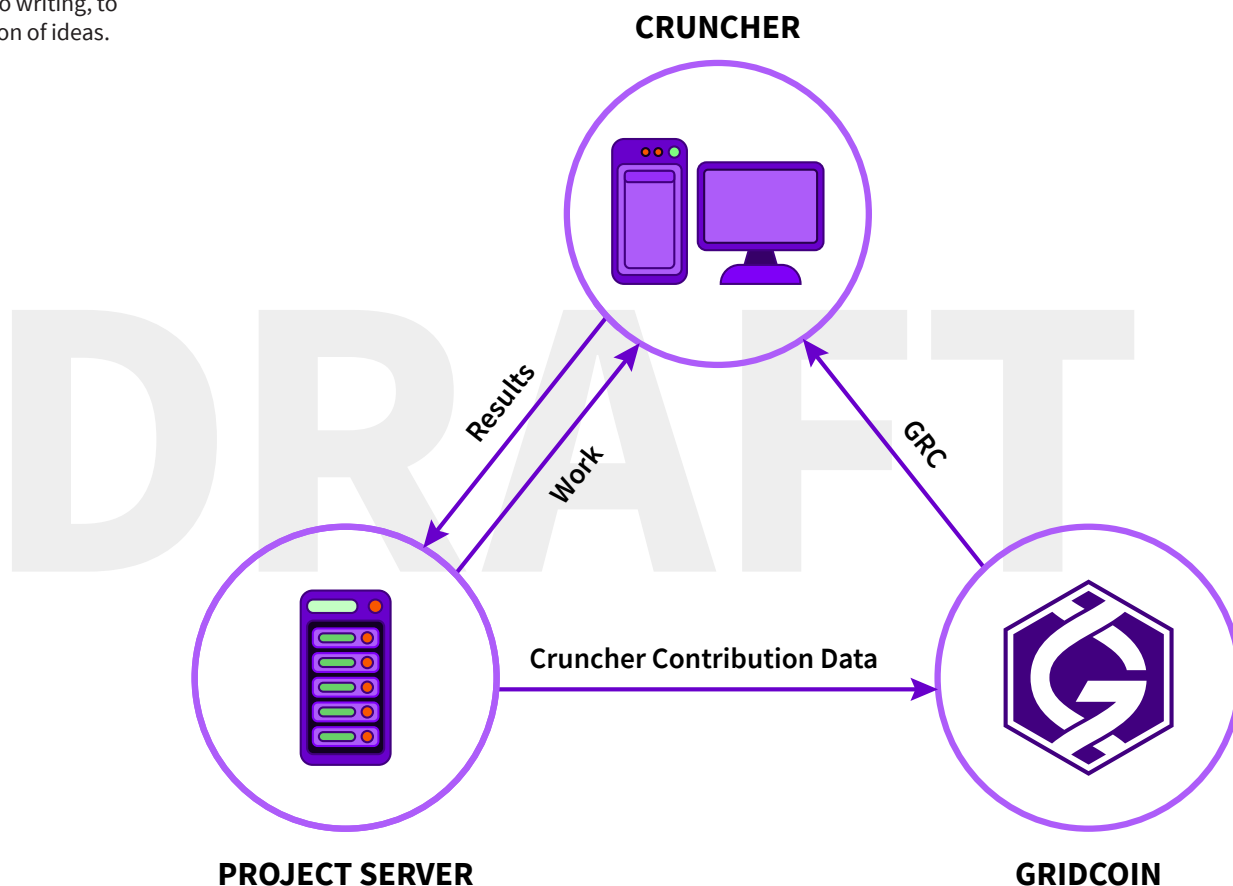 writing, to
on of ideas.
CRUNCHER
DRAFT
Results
Work
GRC
Cruncher Contribution Data
PROJECT SERVER
GRIDCOIN